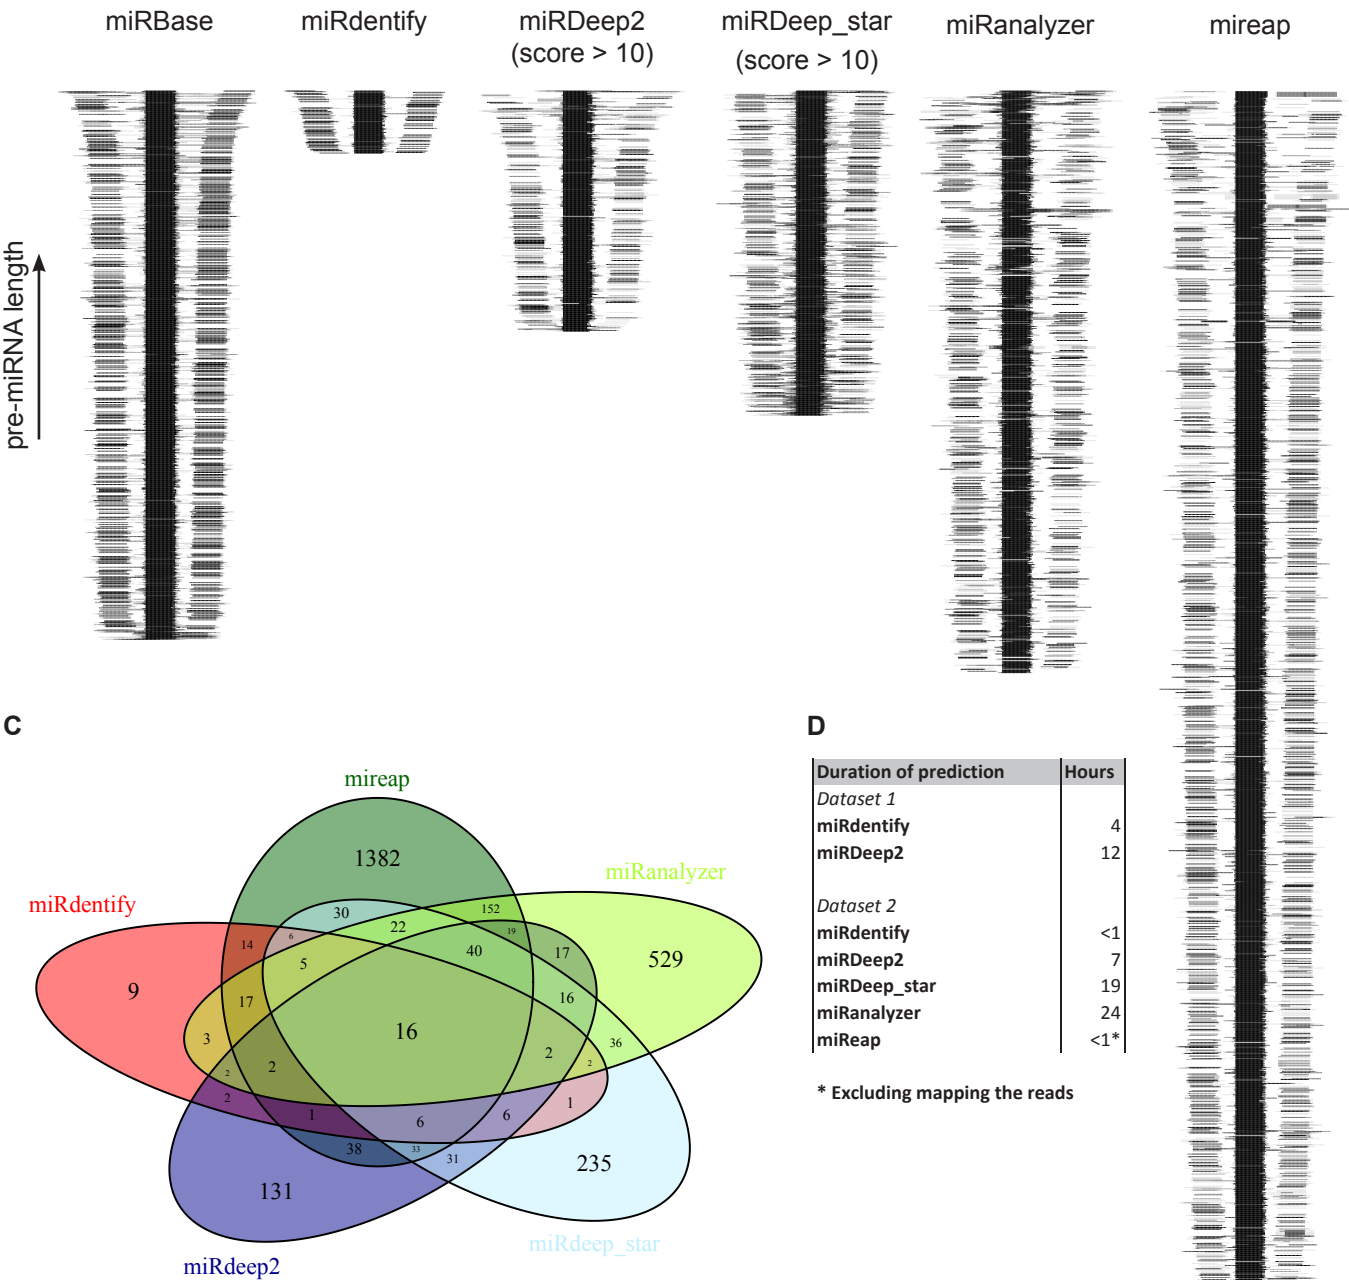 miRBase
miRdentify
miRDeep2
(score > 10)
miRDeep_star
(score > 10)
miRanalyzer
mireap
pre-miRNA length
C
mireap
miRanalyzer
miRdentify
miRdeep2
miRdeep_star
1382
30
22
152
19
14
6
5
40
17
529
9
17
16
16
3
2
36
2
2
2
2
1
1
6
6
38
33
31
235
131
D
Duration of prediction Hours
Dataset 1
miRdentify 4
miRDeep2 12
Dataset 2
miRdentify <1
miRDeep2 7
miRDeep_star 19
miRanalyzer 24
miReap <1*
* Excluding mapping the reads